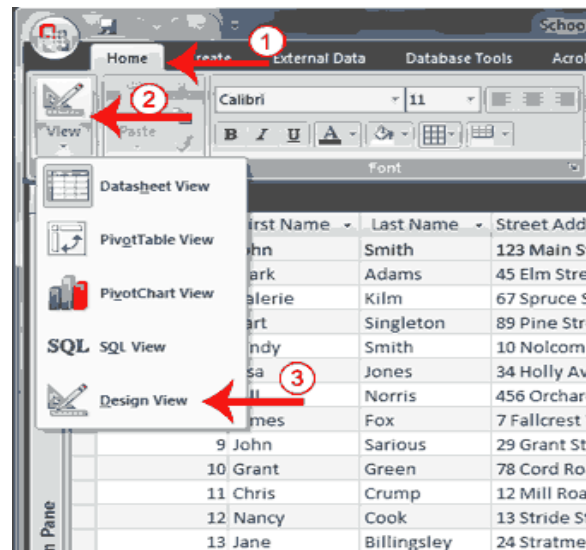 Schoo
1
Home Create External Data Database Tools Acro
2
Calibri 11
View Paste B I U A
Font
Datasheet View
PivotTable View
PivotChart View
SQL SQL View
3
Design View
irst Name Last Name Street Add
hn Smith 123 Main S
ark Adams 45 Elm Stre
alerie Kilm 67 Spruce S
art Singleton 89 Pine Str
ndy Smith 10 Nolcom
sa Jones 34 Holly Av
ll Norris 456 Orchar
mes Fox 7 Fallcrest
9 John Sarious 29 Grant St
10 Grant Green 78 Cord Ro
11 Chris Crump 12 Mill Roa
12 Nancy Cook 13 Stride S
13 Jane Billingsley 24 Stratme
n Pane